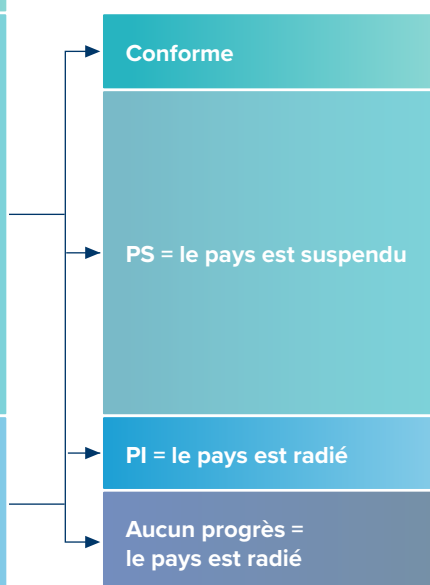 Conforme
PS = le pays est suspendu
PI = le pays est radié
Aucun progrès =
le pays est radié